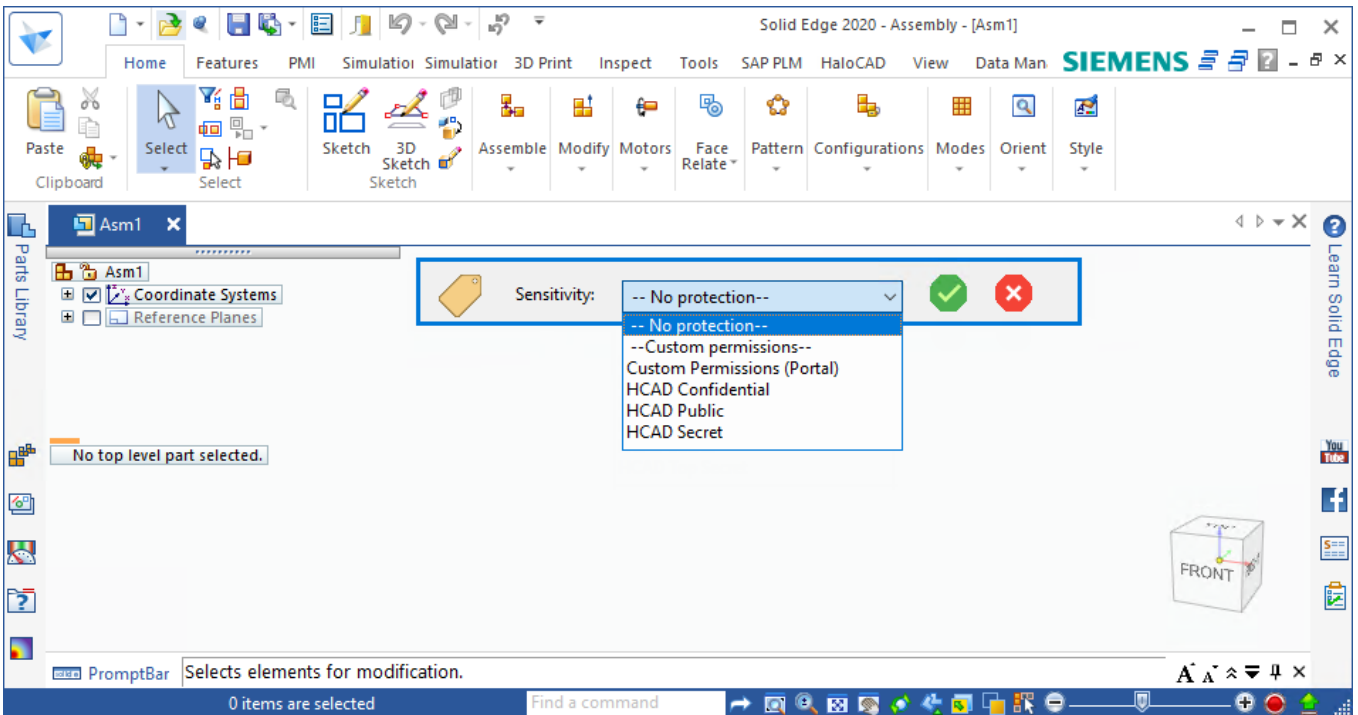 Solid Edge 2020 - Assembly - [Asm1]
Home Features PMI Simulation Simulation 3D Print Inspect Tools SAP PLM HaloCAD View Data Man SIEMENS
Paste
Select
Sketch
3D Sketch
Assemble
Modify
Motors
Face Relate
Pattern
Configurations
Modes
Orient
Style
Clipboard
Select
Sketch
Asm1
Parts Library
Learn Solid Edge
Asm1
Coordinate Systems
Reference Planes
Sensitivity:
-- No protection--
-- No protection--
--Custom permissions--
Custom Permissions (Portal)
HCAD Confidential
HCAD Public
HCAD Secret
No top level part selected.
You Tube
FRONT
PromptBar Selects elements for modification.
A A
0 items are selected
Find a command